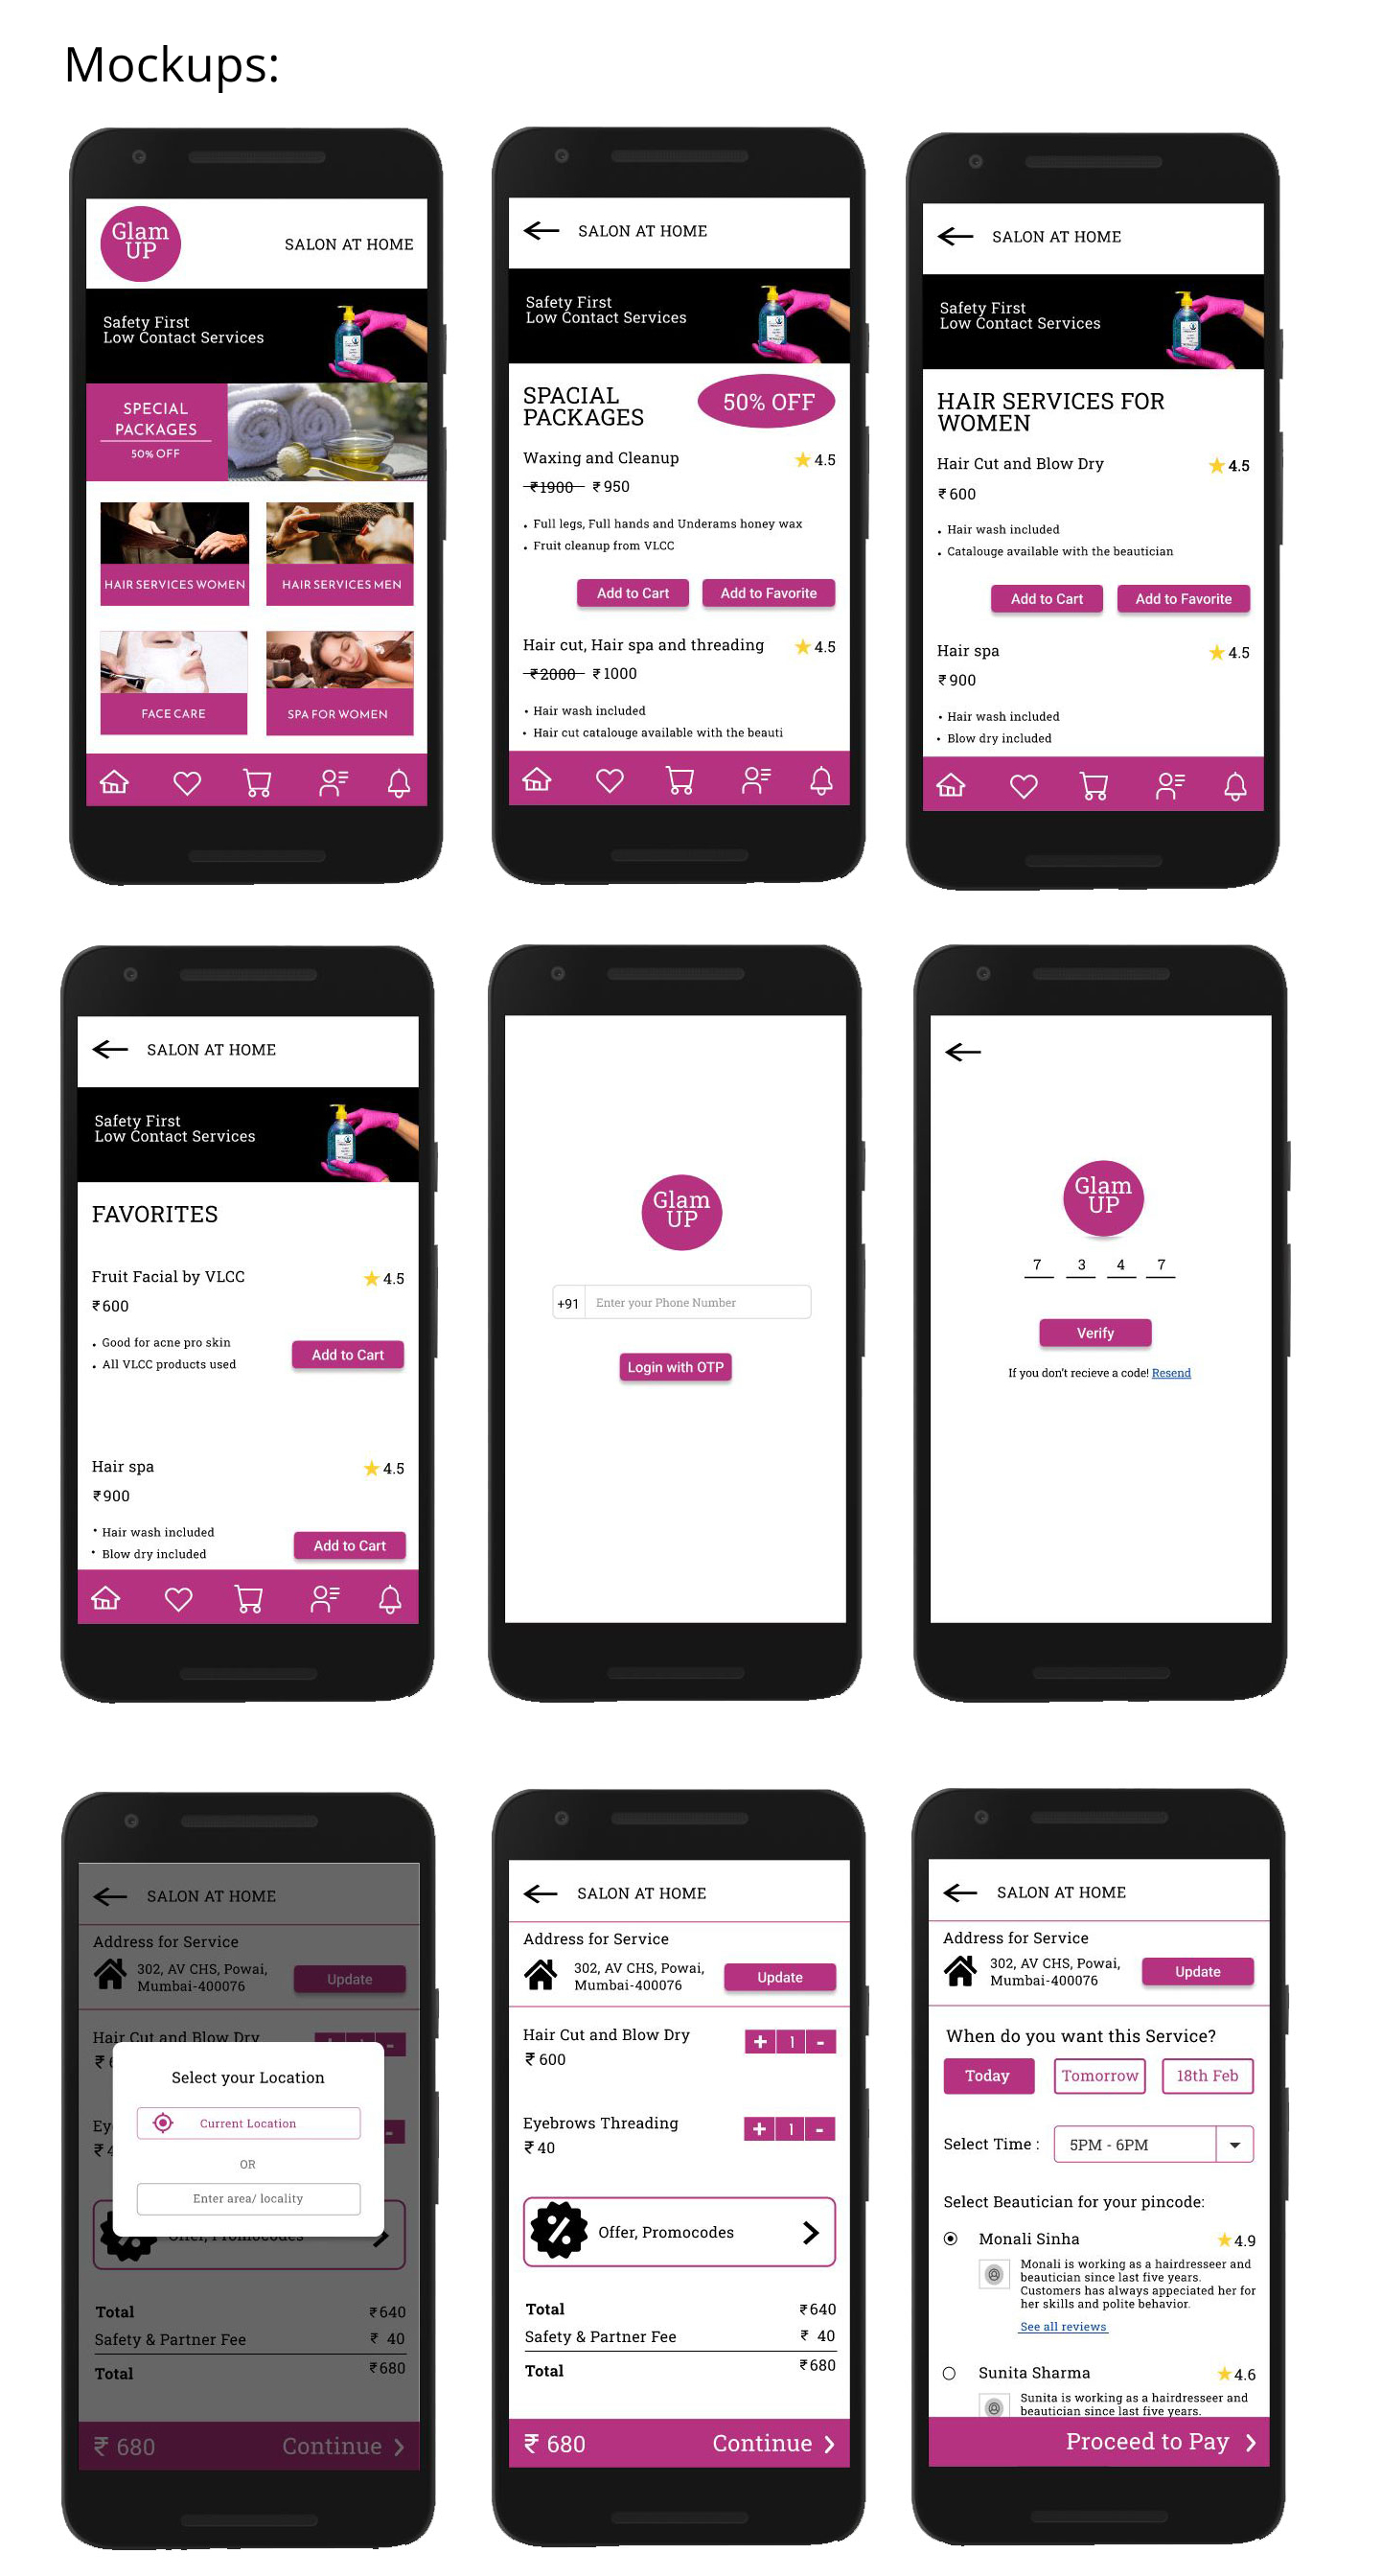 Mockups:
Glam
UP
SALON AT HOME
Safety First
Low Contact Services
SPECIAL
PACKAGES
50% OFF
HAIR SERVICES WOMEN
HAIR SERVICES MEN
FACE CARE
SPA FOR WOMEN
SALON AT HOME
Safety First
Low Contact Services
SPACIAL
PACKAGES
50% OFF
Waxing and Cleanup
4.5
₹1900 ₹ 950
• Full legs, Full hands and Underams honey wax
• Fruit cleanup from VLCC
Add to Cart
Add to Favorite
Hair cut, Hair spa and threading
4.5
₹2000 ₹ 1000
• Hair wash included
• Hair cut catalouge available with the beauti
SALON AT HOME
Safety First
Low Contact Services
HAIR SERVICES FOR
WOMEN
Hair Cut and Blow Dry
4.5
₹ 600
• Hair wash included
• Catalouge available with the beautician
Add to Cart
Add to Favorite
Hair spa
4.5
₹ 900
• Hair wash included
• Blow dry included
SALON AT HOME
Safety First
Low Contact Services
FAVORITES
Fruit Facial by VLCC
4.5
₹600
• Good for acne pro skin
• All VLCC products used
Add to Cart
Hair spa
4.5
₹900
• Hair wash included
• Blow dry included
Add to Cart
Glam
UP
+91 Enter your Phone Number
Login with OTP
Glam
UP
7 3 4 7
Verify
If you don't recieve a code! Resend
SALON AT HOME
Address for Service
302, AV CHS, Powai,
Mumbai-400076
Update
Hair Cut and Blow Dry
Select your Location
Current Location
OR
Enter area/ locality
Offer, Promocodes
Total ₹640
Safety & Partner Fee ₹ 40
Total ₹680
₹ 680 Continue
SALON AT HOME
Address for Service
302, AV CHS, Powai,
Mumbai-400076
Update
Hair Cut and Blow Dry
+ 1 -
₹ 600
Eyebrows Threading
+ 1 -
₹ 40
Offer, Promocodes
Total ₹640
Safety & Partner Fee ₹ 40
Total ₹680
₹ 680 Continue
SALON AT HOME
Address for Service
302, AV CHS, Powai,
Mumbai-400076
Update
When do you want this Service?
Today Tomorrow 18th Feb
Select Time : 5PM - 6PM
Select Beautician for your pincode:
Monali Sinha
4.9
Monali is working as a hairdresseer and
beautician since last five years.
Customers has always appeciated her for
her skills and polite behavior.
See all reviews
Sunita Sharma
4.6
Sunita is working as a hairdresseer and
beautician since last five years.
Proceed to Pay